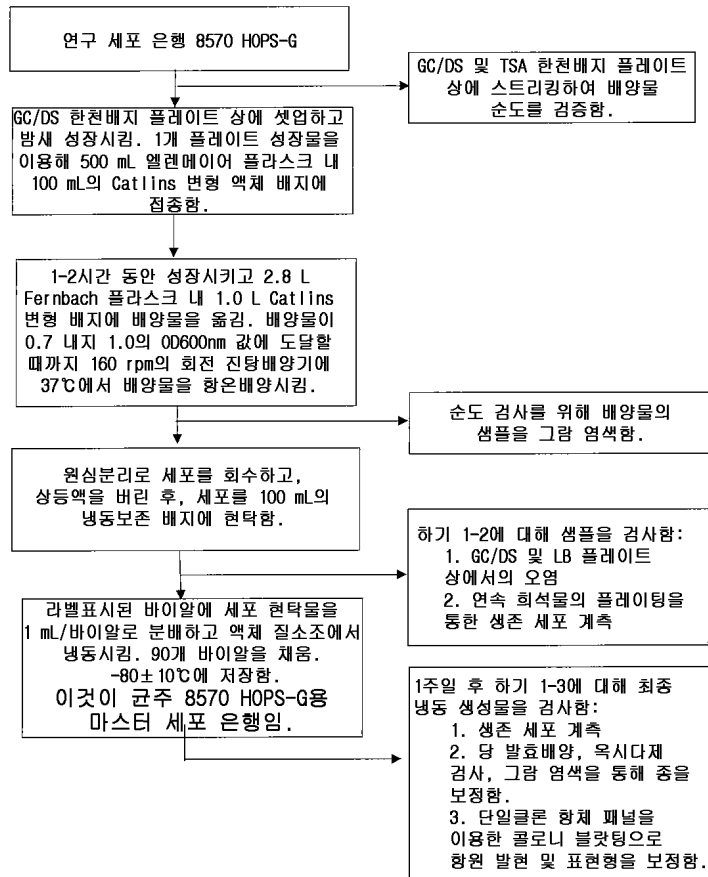 연구 세포 은행 8570 HOPS-G
GC/DS 및 TSA 한천배지 플레이트
상에 스트리킹하여 배양물
순도를 검증함.
GC/DS 한천배지 플레이트 상에 셋업하고
밤새 성장시킴. 1개 플레이트 성장물을
이용해 500 mL 엘렌메이어 플라스크 내
100 mL의 Catlins 변형 액체 배지에
접종함.
1-2시간 동안 성장시키고 2.8 L
Fernbach 플라스크 내 1.0 L Catlins
변형 배지에 배양물을 옮김. 배양물이
0.7 내지 1.0의 OD600nm 값에 도달할
때까지 160 rpm의 회전 진탕배양기에
37℃에서 배양물을 항온배양시킴.
순도 검사를 위해 배양물의
샘플을 그람 염색함.
원심분리로 세포를 회수하고,
상등액을 버린 후, 세포를 100 mL의
냉동보존 배지에 현탁함.
하기 1-2에 대해 샘플을 검사함:
1. GC/DS 및 LB 플레이트
상에서의 오염
2. 연속 희석물의 플레이팅을
통한 생존 세포 계측
라벨표시된 바이알에 세포 현탁물을
1 mL/바이알로 분배하고 액체 질소조에서
냉동시킴. 90개 바이알을 채움.
-80±10℃에 저장함.
이것이 균주 8570 HOPS-G용
마스터 세포 은행임.
1주일 후 하기 1-3에 대해 최종
냉동 생성물을 검사함:
1. 생존 세포 계측
2. 당 발효배양, 옥시다제
검사, 그람 염색을 통해 종을
보정함.
3. 단일클론 항체 패널을
이용한 콜로니 블랏팅으로
항원 발현 및 표현형을 보정함.